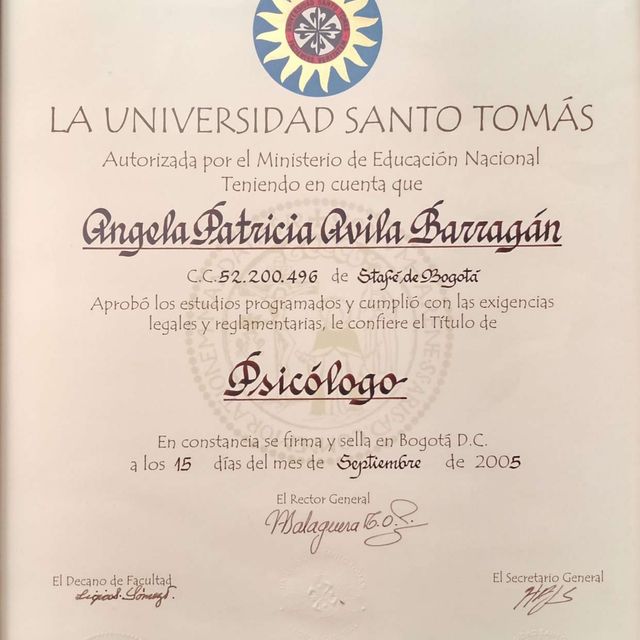 LA UNIVERSIDAD SANTO TOMÁS
Autorizada por el Ministerio de Educación Nacional
Teniendo en cuenta que
Angela Patricia Avila Barragán
C.C. 52.200.496 de Stafé, de Bogotá
Aprobó los estudios programados y cumplió con las exigencias
legales y reglamentarias, le confiere el Título de
Psicólogo
En constancia se firma y sella en Bogotá D.C.
a los 15 días del mes de Septiembre de 2005
El Rector General
El Decano de Facultad
El Secretario General